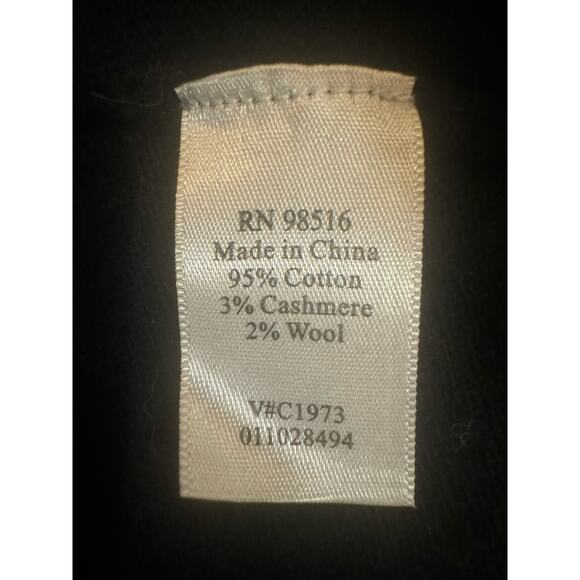 RN 98516
Made in China
95% Cotton
3% Cashmere
2% Wool
V#C1973
011028494